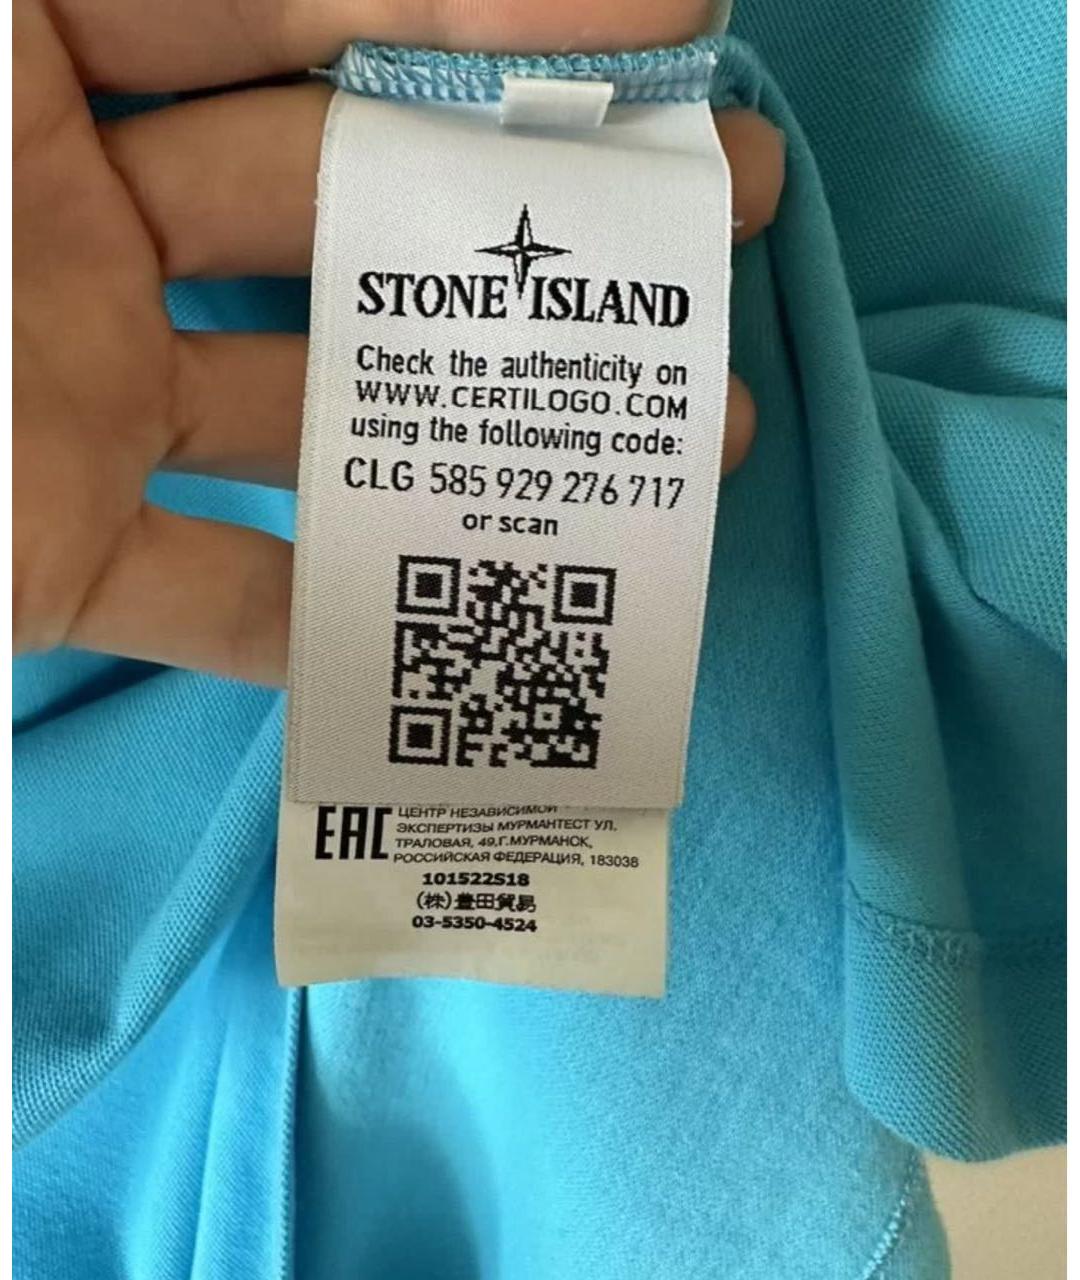 STONE ISLAND
Check the authenticity on
WWW.CERTILOGO.COM
using the following code:
CLG 585 929 276 717
or scan
EAC
ЦЕНТР НЕЗАВИСИМОЙ
ЭКСПЕРТИЗЫ МУРМАНТЕСТ УЛ.
ТРАЛОВАЯ, 49,Г.МУРМАНСК,
РОССИЙСКАЯ ФЕДЕРАЦИЯ, 183038
101522S18
(株)豊田貿易
03-5350-4524